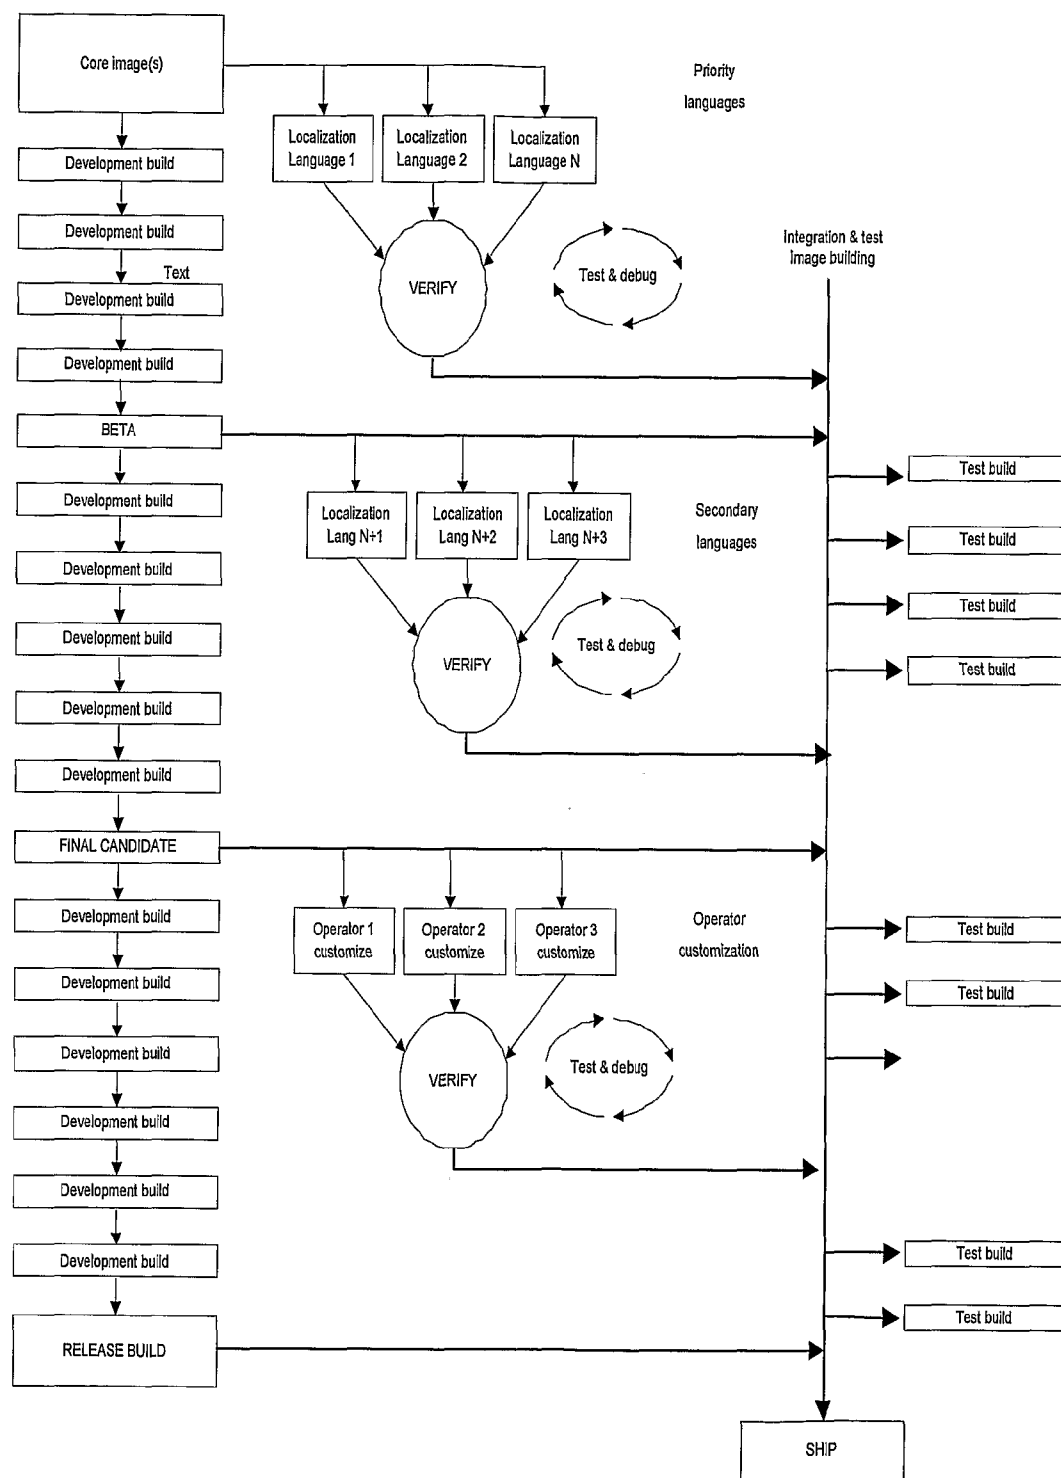 Core image(s)
Priority
languages
Localization
Language 1
Localization
Language 2
Localization
Language N
Development build
Development build
Text
Development build
Development build
VERIFY
Test & debug
Integration & test
Image building
BETA
Test build
Development build
Localization
Lang N+1
Localization
Lang N+2
Localization
Lang N+3
Secondary
languages
Test build
Development build
Test build
Development build
VERIFY
Test & debug
Test build
Development build
Development build
FINAL CANDIDATE
Development build
Operator 1
customize
Operator 2
customize
Operator 3
customize
Operator
customization
Test build
Development build
Test build
Development build
VERIFY
Test & debug
Development build
Development build
Development build
Test build
Test build
RELEASE BUILD
SHIP